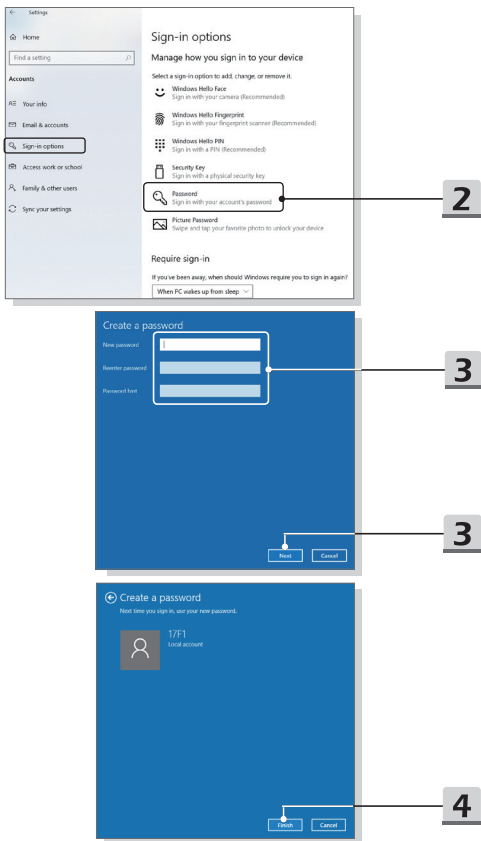 ← Settings
Home
Find a setting
Accounts
Your info
Email & accounts
Sign-in options
Access work or school
Family & other users
Sync your settings
Sign-in options
Manage how you sign in to your device
Select a sign-in option to add, change, or remove it.
Windows Hello Face
Sign in with your camera (Recommended)
Windows Hello Fingerprint
Sign in with your fingerprint scanner (Recommended)
Windows Hello PIN
Sign in with a PIN (Recommended)
Security Key
Sign in with a physical security key
Password
Sign in with your account's password
2
Picture Password
Swipe and tap your favorite photo to unlock your device
Require sign-in
If you've been away, when should Windows require you to sign in again?
When PC wakes up from sleep
Create a password
New password
Reenter password
3
Password hint
3
Next Cancel
Create a password
Next time you sign in, use your new password.
17F1
Local account
4
Finish Cancel